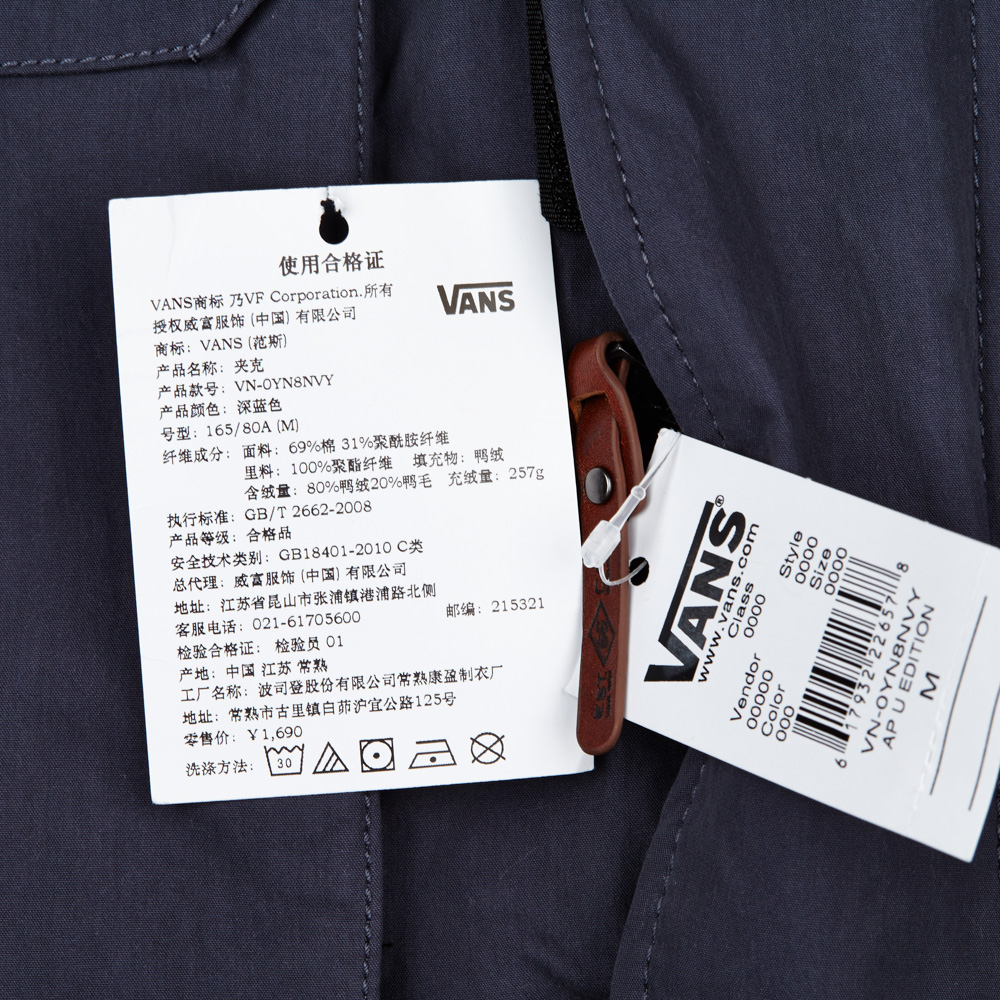 使用合格证
VANS
VANS商标 乃VF Corporation.所有
授权威富服饰 (中国) 有限公司
商标: VANS (范斯)
产品名称: 夹克
产品款号: VN-0YN8NVY
产品颜色: 深蓝色
号型: 165/80A (M)
纤维成分: 面料: 69%棉 31%聚酰胺纤维
里料: 100%聚酯纤维 填充物: 鸭绒
含绒量: 80%鸭绒20%鸭毛 充绒量: 257g
执行标准: GB/T 2662-2008
产品等级: 合格品
安全技术类别: GB18401-2010 C类
总代理: 威富服饰 (中国) 有限公司
地址: 江苏省昆山市张浦镇港浦路北侧
客服电话: 021-61705600 邮编: 215321
检验合格证: 检验员 01
产地: 中国 江苏 常熟
工厂名称: 波司登股份有限公司常熟康盈制衣厂
地址: 常熟市古里镇白茆沪宜公路125号
零售价: ¥1,690
洗涤方法: 30
VANS®
www.vans.com
Class Style
0000 0000
Size
0000
Vendor
00000
Color
000
6 17932 22657 8
VN-0YN8NVY
AP U EDITION
M